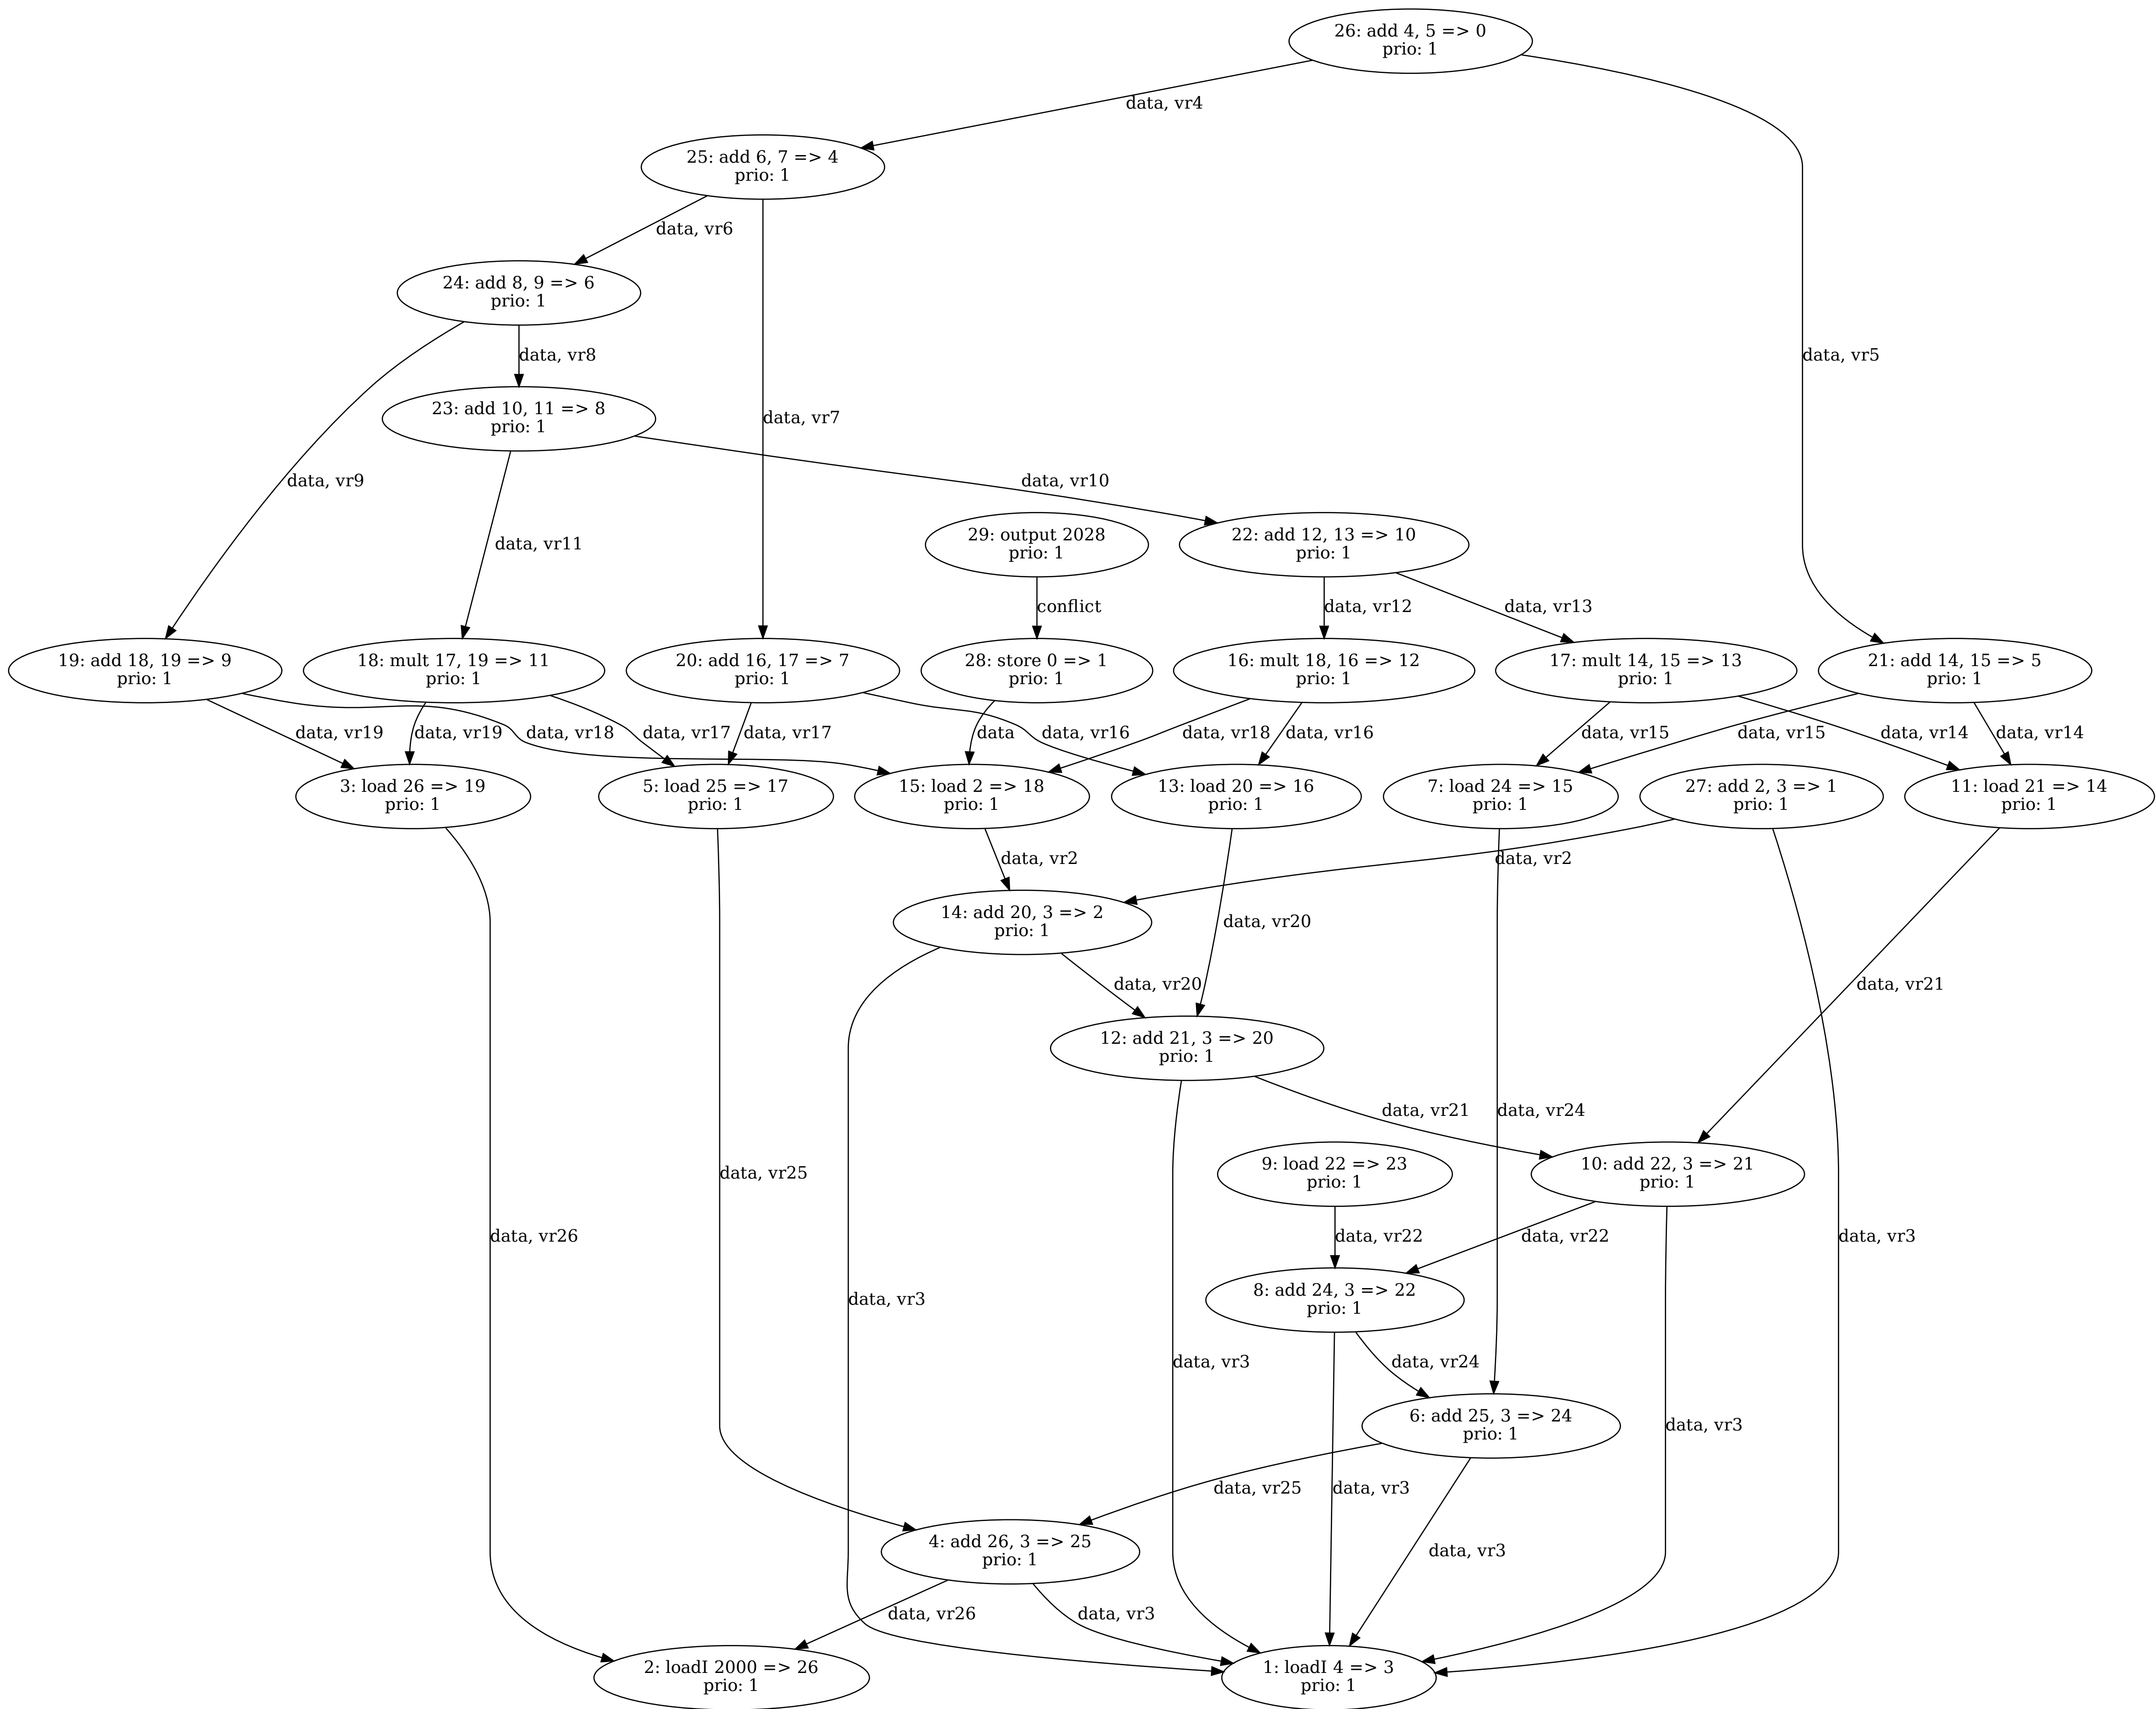 26: add 4, 5 => 0
prio: 1
data, vr4
25: add 6, 7 => 4
prio: 1
data, vr6
24: add 8, 9 => 6
prio: 1
data, vr8
data, vr5
23: add 10, 11 => 8
prio: 1
data, vr7
data, vr9
data, vr10
data, vr11
29: output 2028
prio: 1
22: add 12, 13 => 10
prio: 1
conflict
data, vr12
data, vr13
19: add 18, 19 => 9
prio: 1
18: mult 17, 19 => 11
prio: 1
20: add 16, 17 => 7
prio: 1
28: store 0 => 1
prio: 1
16: mult 18, 16 => 12
prio: 1
17: mult 14, 15 => 13
prio: 1
21: add 14, 15 => 5
prio: 1
data, vr19
data, vr19
data, vr18
data, vr17
data, vr17
data
data, vr16
data, vr18
data, vr16
data, vr15
data, vr15
data, vr14
data, vr14
3: load 26 => 19
prio: 1
5: load 25 => 17
prio: 1
15: load 2 => 18
prio: 1
13: load 20 => 16
prio: 1
7: load 24 => 15
prio: 1
27: add 2, 3 => 1
prio: 1
11: load 21 => 14
prio: 1
data, vr2
data, vr2
14: add 20, 3 => 2
prio: 1
data, vr20
data, vr20
data, vr21
12: add 21, 3 => 20
prio: 1
data, vr21
data, vr24
data, vr25
9: load 22 => 23
prio: 1
10: add 22, 3 => 21
prio: 1
data, vr26
data, vr22
data, vr22
data, vr3
data, vr3
8: add 24, 3 => 22
prio: 1
data, vr3
data, vr24
6: add 25, 3 => 24
prio: 1
data, vr3
data, vr25
data, vr3
4: add 26, 3 => 25
prio: 1
data, vr3
data, vr26
data, vr3
2: loadI 2000 => 26
prio: 1
1: loadI 4 => 3
prio: 1